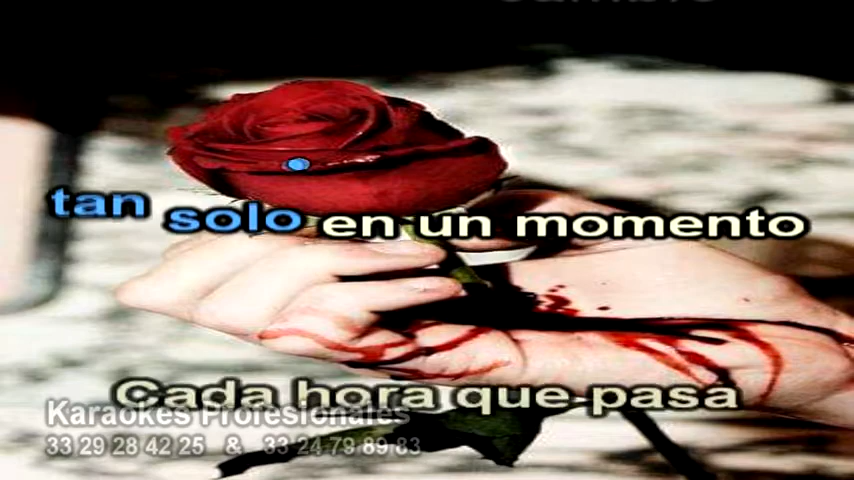 tan solo en un momento
Cada hora que pasa
Karaokes Profesionales
33 29 28 42 25 & 33 24 79 89 83